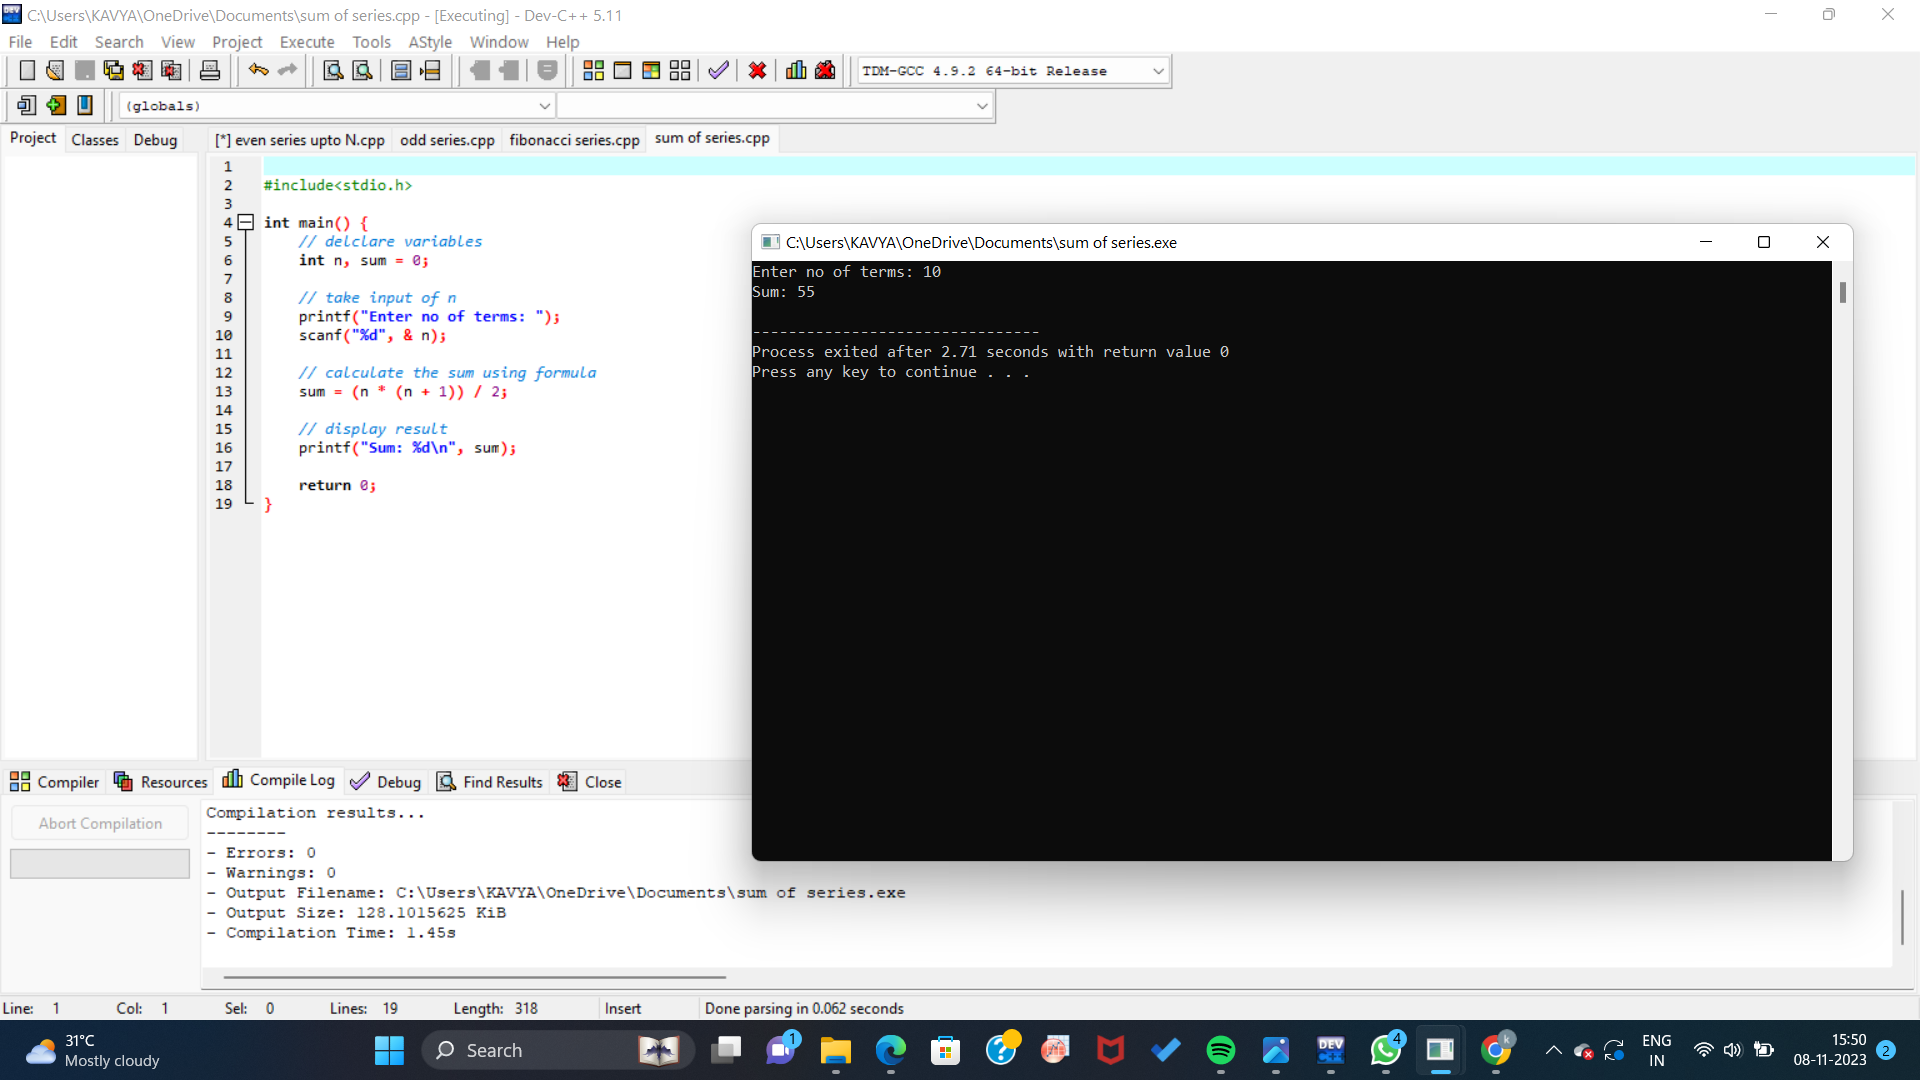 C:\Users\KAVYA\OneDrive\Documents\sum of series.cpp - [Executing] - Dev-C++ 5.11
File Edit Search View Project Execute Tools AStyle Window Help
TDM-GCC 4.9.2 64-bit Release
(globals)
Project Classes Debug [*] even series upto N.cpp odd series.cpp fibonacci series.cpp sum of series.cpp
1
2 #include<stdio.h>
3
4 int main() {
5 // delclare variables
6 int n, sum = 0;
7
8 // take input of n
9 printf("Enter no of terms: ");
10 scanf("%d", & n);
11
12 // calculate the sum using formula
13 sum = (n * (n + 1)) / 2;
14
15 // display result
16 printf("Sum: %d\n", sum);
17
18 return 0;
19 }
C:\Users\KAVYA\OneDrive\Documents\sum of series.exe
Enter no of terms: 10
Sum: 55
--------------------------------
Process exited after 2.71 seconds with return value 0
Press any key to continue . . .
Compiler Resources Compile Log Debug Find Results Close
Abort Compilation
Compilation results...
--------
- Errors: 0
- Warnings: 0
- Output Filename: C:\Users\KAVYA\OneDrive\Documents\sum of series.exe
- Output Size: 128.1015625 KiB
- Compilation Time: 1.45s
Line: 1 Col: 1 Sel: 0 Lines: 19 Length: 318 Insert Done parsing in 0.062 seconds
31°C
Mostly cloudy
Search
1
DEV
C++
4
k
ENG
IN
15:50
08-11-2023
2